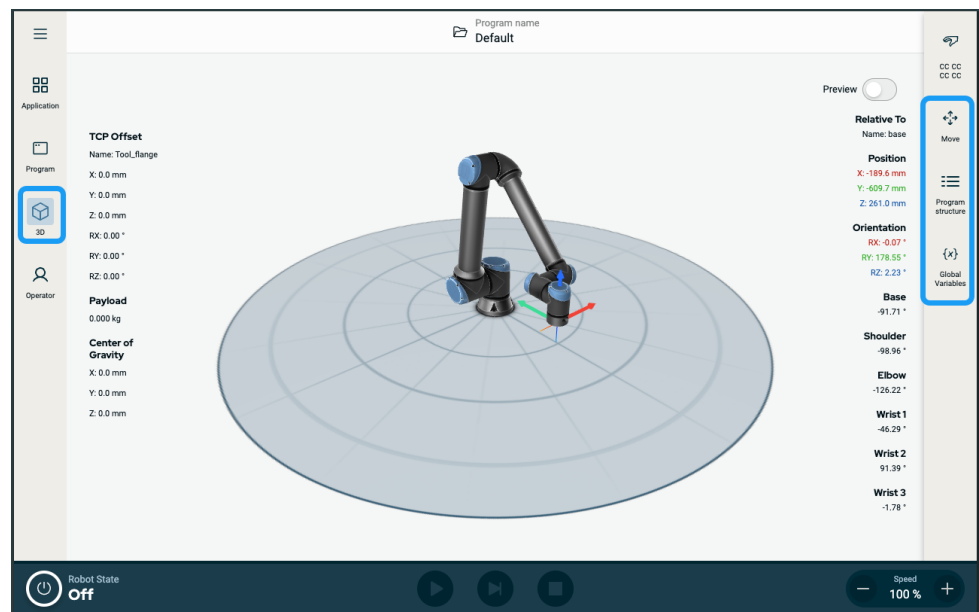 Program name
Default
Application
Program
3D
Operator
TCP Offset
Name: Tool_flange
X: 0.0 mm
Y: 0.0 mm
Z: 0.0 mm
RX: 0.00 °
RY: 0.00 °
RZ: 0.00 °
Payload
0.000 kg
Center of
Gravity
X: 0.0 mm
Y: 0.0 mm
Z: 0.0 mm
Preview
Relative To
Name: base
Position
X: -189.6 mm
Y: -609.7 mm
Z: 261.0 mm
Orientation
RX: -0.07 °
RY: 178.55 °
RZ: 2.23 °
Base
-91.71 °
Shoulder
-98.96 °
Elbow
-126.22 °
Wrist 1
-46.29 °
Wrist 2
91.39 °
Wrist 3
-1.78 °
CC CC
CC CC
Move
Program
structure
{x}
Global
Variables
Robot State
Off
Speed
100 %